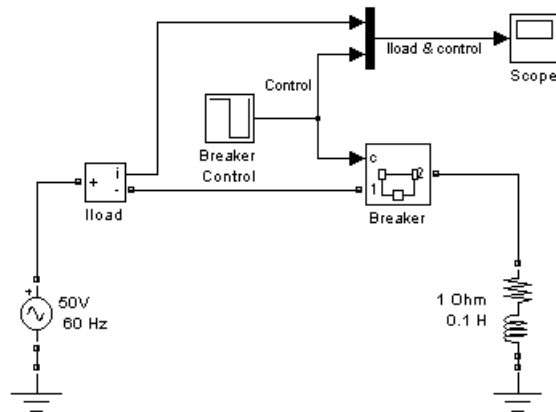 Iload & control
Scope
Control
Breaker
Control
c
i
+
-
1
2
Iload
Breaker
+
50V
60 Hz
1 Ohm
0.1 H